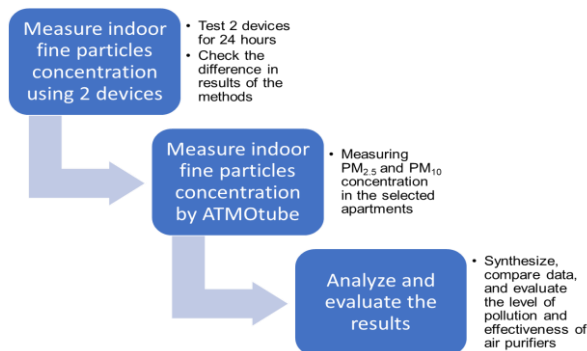 Measure indoor
fine particles
concentration
using 2 devices
• Test 2 devices
for 24 hours
• Check the
difference in
results of the
methods
Measure indoor
fine particles
concentration
by ATMOtube
• Measuring
PM2.5 and PM10
concentration
in the selected
apartments
Analyze and
evaluate the
results
• Synthesize,
compare data,
and evaluate
the level of
pollution and
effectiveness of
air purifiers